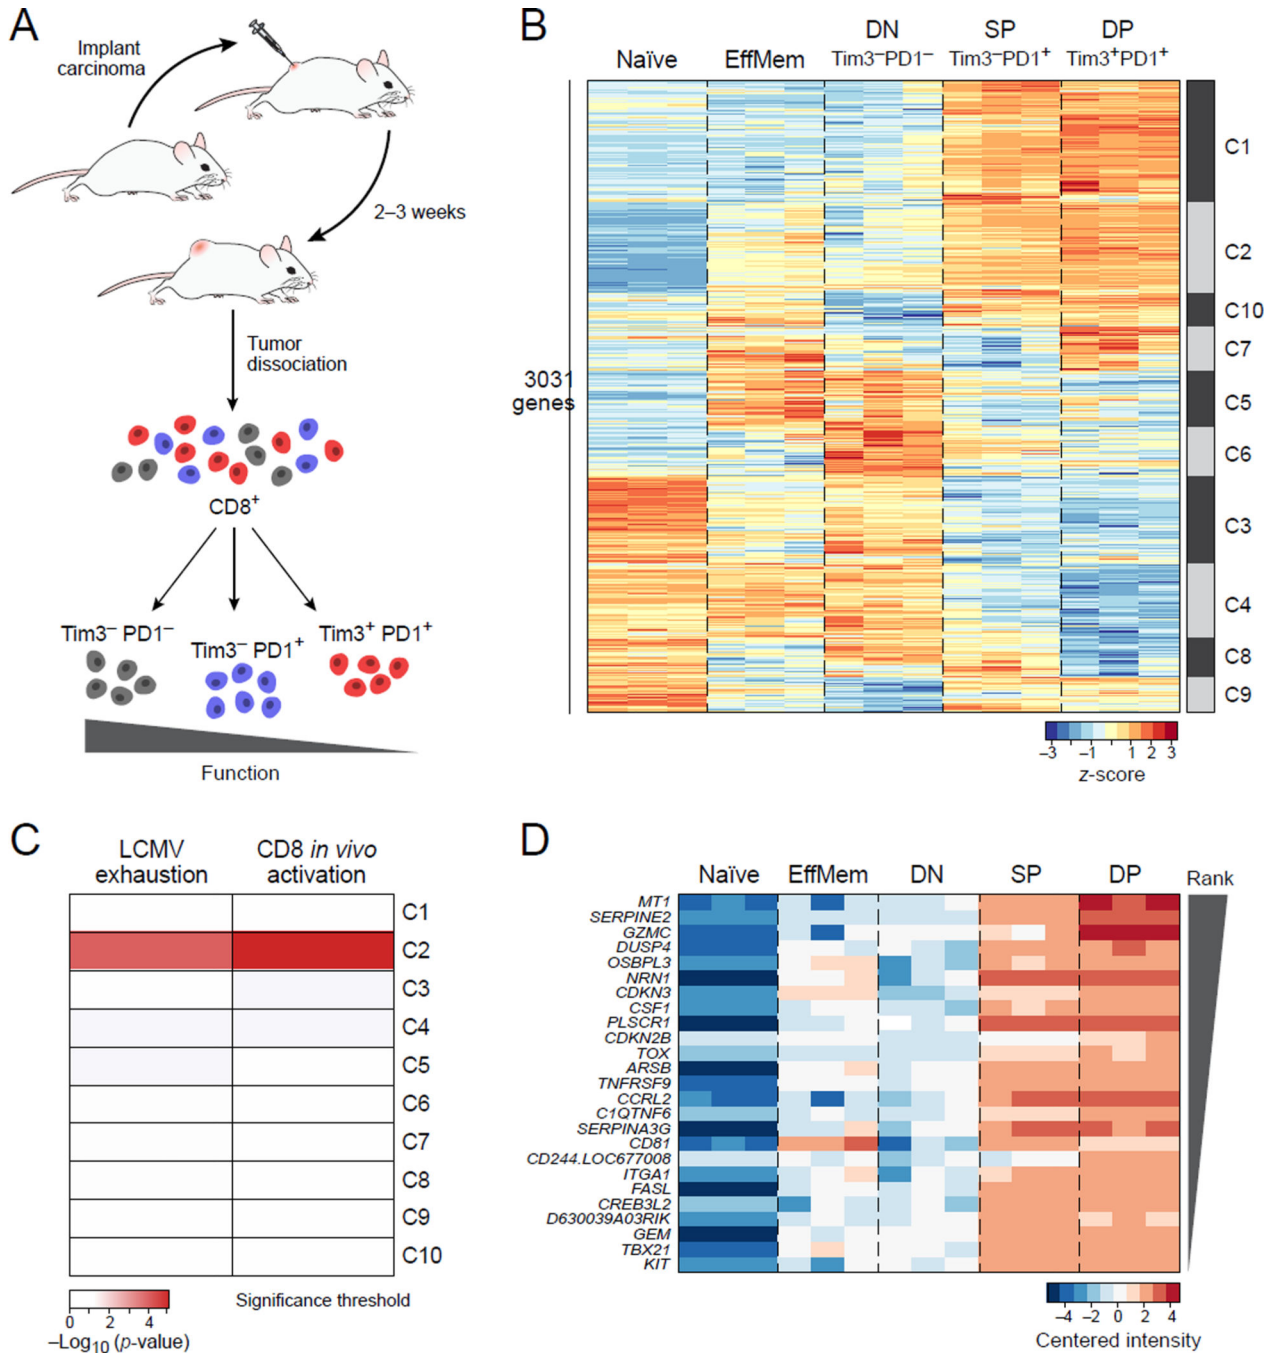 A
Implant
carcinoma
2–3 weeks
Tumor
dissociation
CD8+
Tim3– PD1–
Tim3– PD1+
Tim3+ PD1+
Function
B
Naïve
EffMem
DN
Tim3–PD1–
SP
Tim3–PD1+
DP
Tim3+PD1+
3031
genes
C1
C2
C10
C7
C5
C6
C3
C4
C8
C9
–3 –1 1 2 3
z-score
C
LCMV
exhaustion
CD8 in vivo
activation
C1
C2
C3
C4
C5
C6
C7
C8
C9
C10
0 2 4
–Log10 (p-value)
Significance threshold
D
Naïve
EffMem
DN
SP
DP
Rank
MT1
SERPINE2
GZMC
DUSP4
OSBPL3
NRN1
CDKN3
CSF1
PLSCR1
CDKN2B
TOX
ARSB
TNFRSF9
CCRL2
C1QTNF6
SERPINA3G
CD81
CD244.LOC677008
ITGA1
FASL
CREB3L2
D630039A03RIK
GEM
TBX21
KIT
–4 –2 0 2 4
Centered intensity